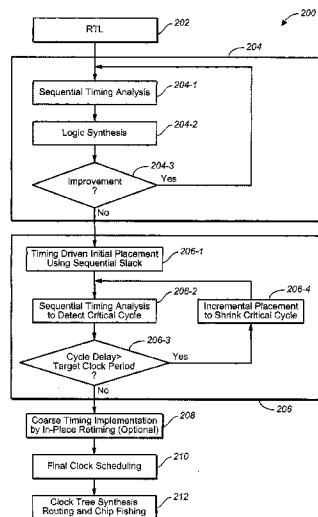 200
RTL
202
204
Sequential Timing Analysis
204-1
Logic Synthesis
204-2
204-3
Improvement
?
Yes
No
Timing Driven Initial Placement
Using Sequential Slack
206-1
206-2
206-4
Sequential Timing Analysis
to Detect Critical Cycle
Incremental Placement
to Shrink Critical Cycle
206-3
Cycle Delay>
Target Clock Period
?
Yes
No
206
Coarse Timing Implementation
by In-Place Retiming (Optional)
208
Final Clock Scheduling
210
Clock Tree Synthesis
Routing and Chip Fishing
212